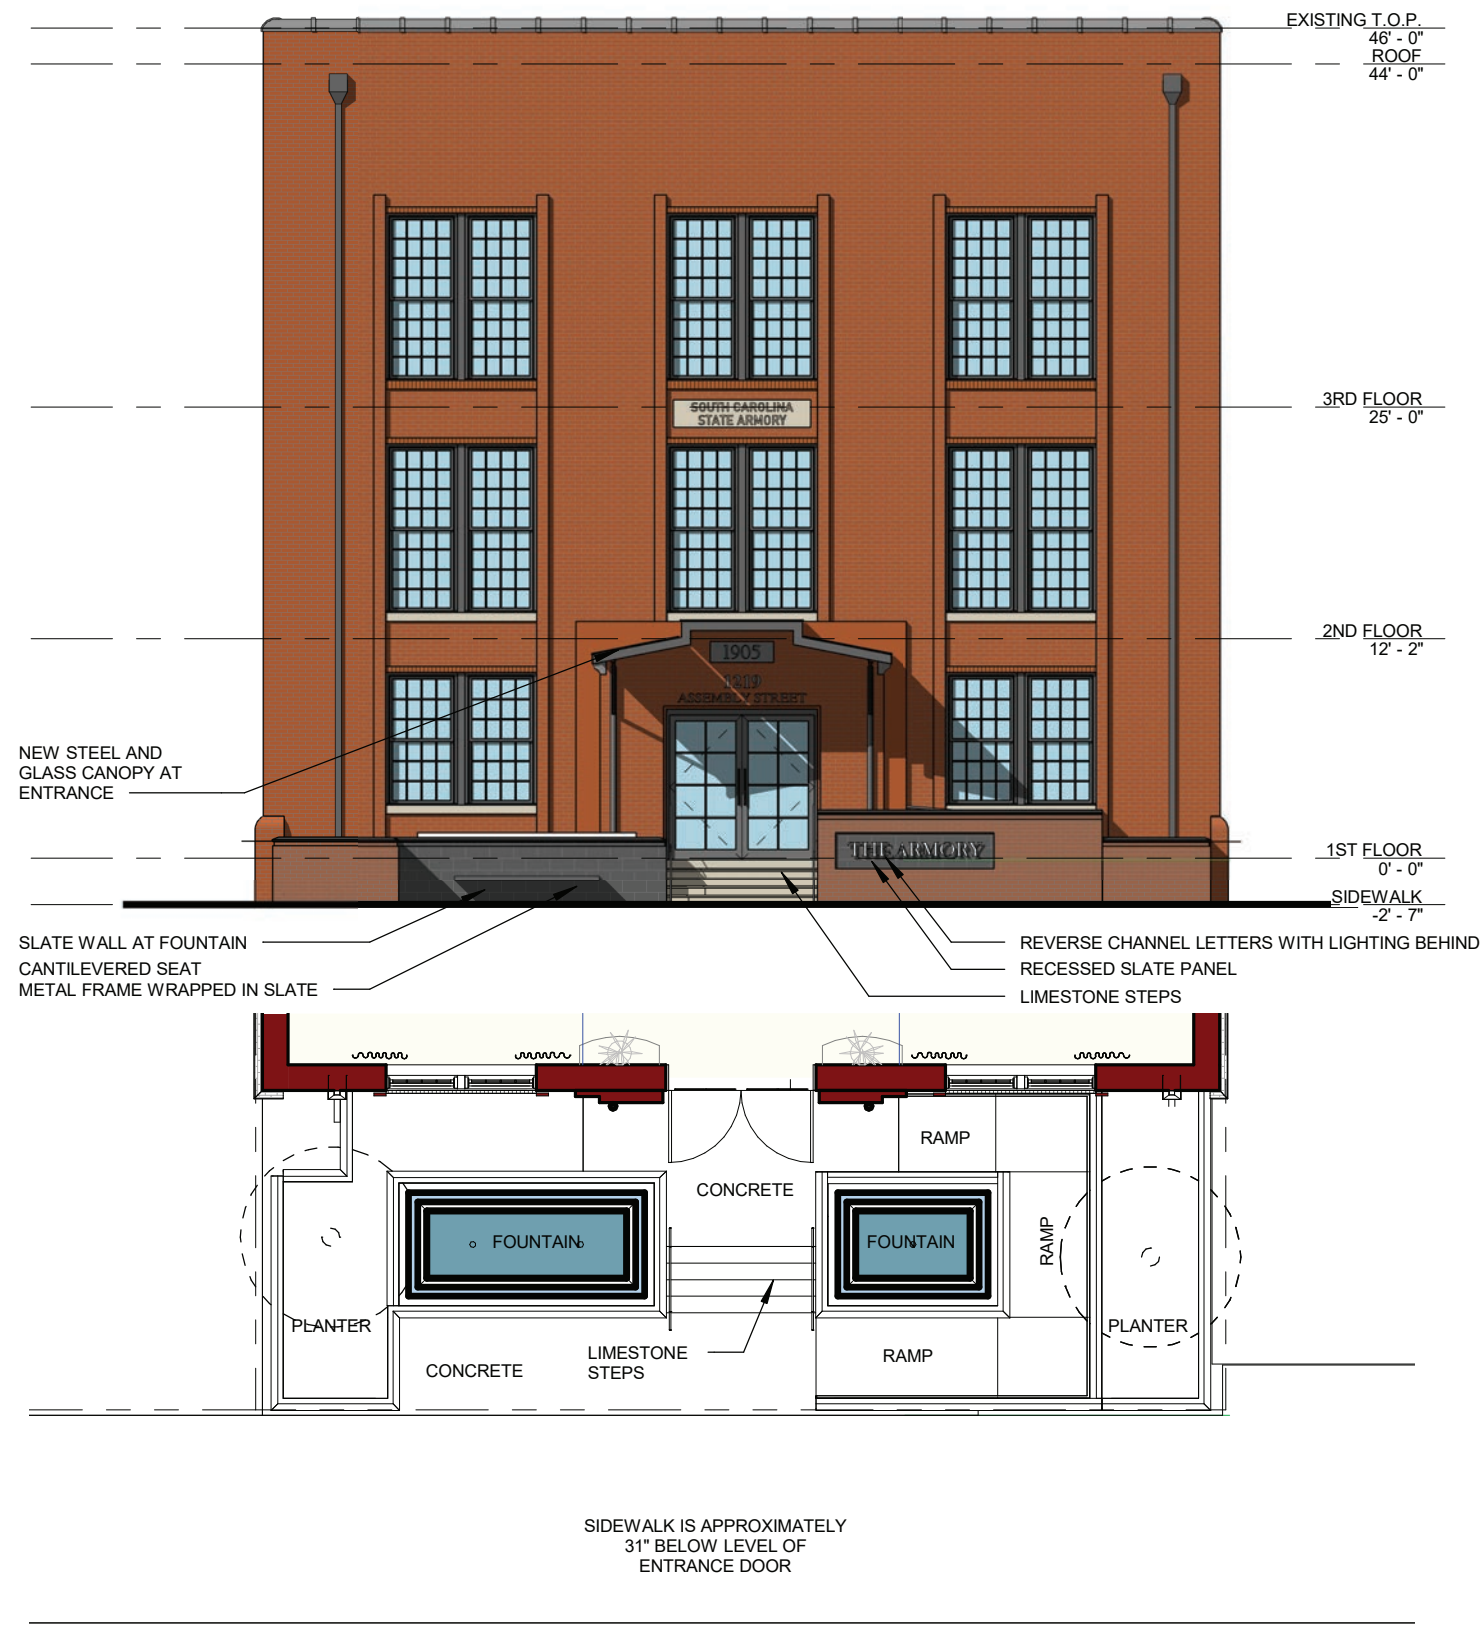 EXISTING T.O.P.
46' - 0"
ROOF
44' - 0"
SOUTH CAROLINA
STATE ARMORY
3RD FLOOR
25' - 0"
2ND FLOOR
12' - 2"
1905
1219
ASSEMBLY STREET
NEW STEEL AND
GLASS CANOPY AT
ENTRANCE
THE ARMORY
1ST FLOOR
0' - 0"
SIDEWALK
-2' - 7"
SLATE WALL AT FOUNTAIN
CANTILEVERED SEAT
METAL FRAME WRAPPED IN SLATE
REVERSE CHANNEL LETTERS WITH LIGHTING BEHIND
RECESSED SLATE PANEL
LIMESTONE STEPS
RAMP
CONCRETE
FOUNTAIN
FOUNTAIN
RAMP
PLANTER
PLANTER
LIMESTONE
STEPS
RAMP
CONCRETE
SIDEWALK IS APPROXIMATELY
31" BELOW LEVEL OF
ENTRANCE DOOR